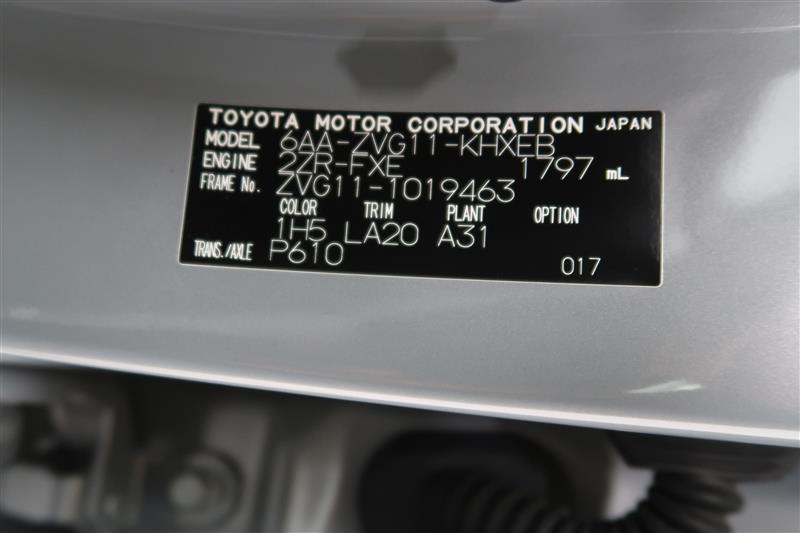 TOYOTA MOTOR CORPORATION JAPAN
MODEL 6AA-ZVG11-KHXEB
ENGINE 2ZR-FXE 1797 mL
FRAME No. ZVG11-1019463
COLOR TRIM PLANT OPTION
1H5 LA20 A31
TRANS./AXLE P610 017